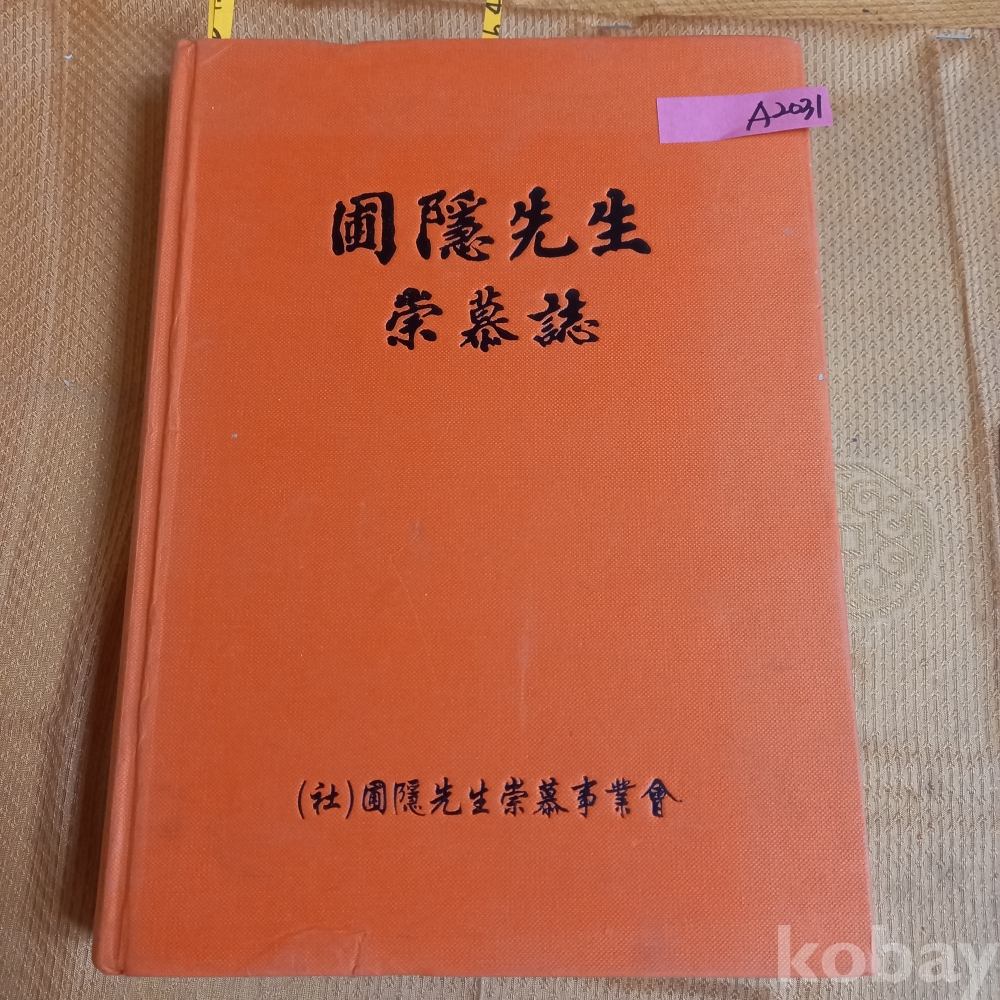 A2031
圃隱先生
崇慕誌
(社)圃隱先生崇慕事業會
kobay